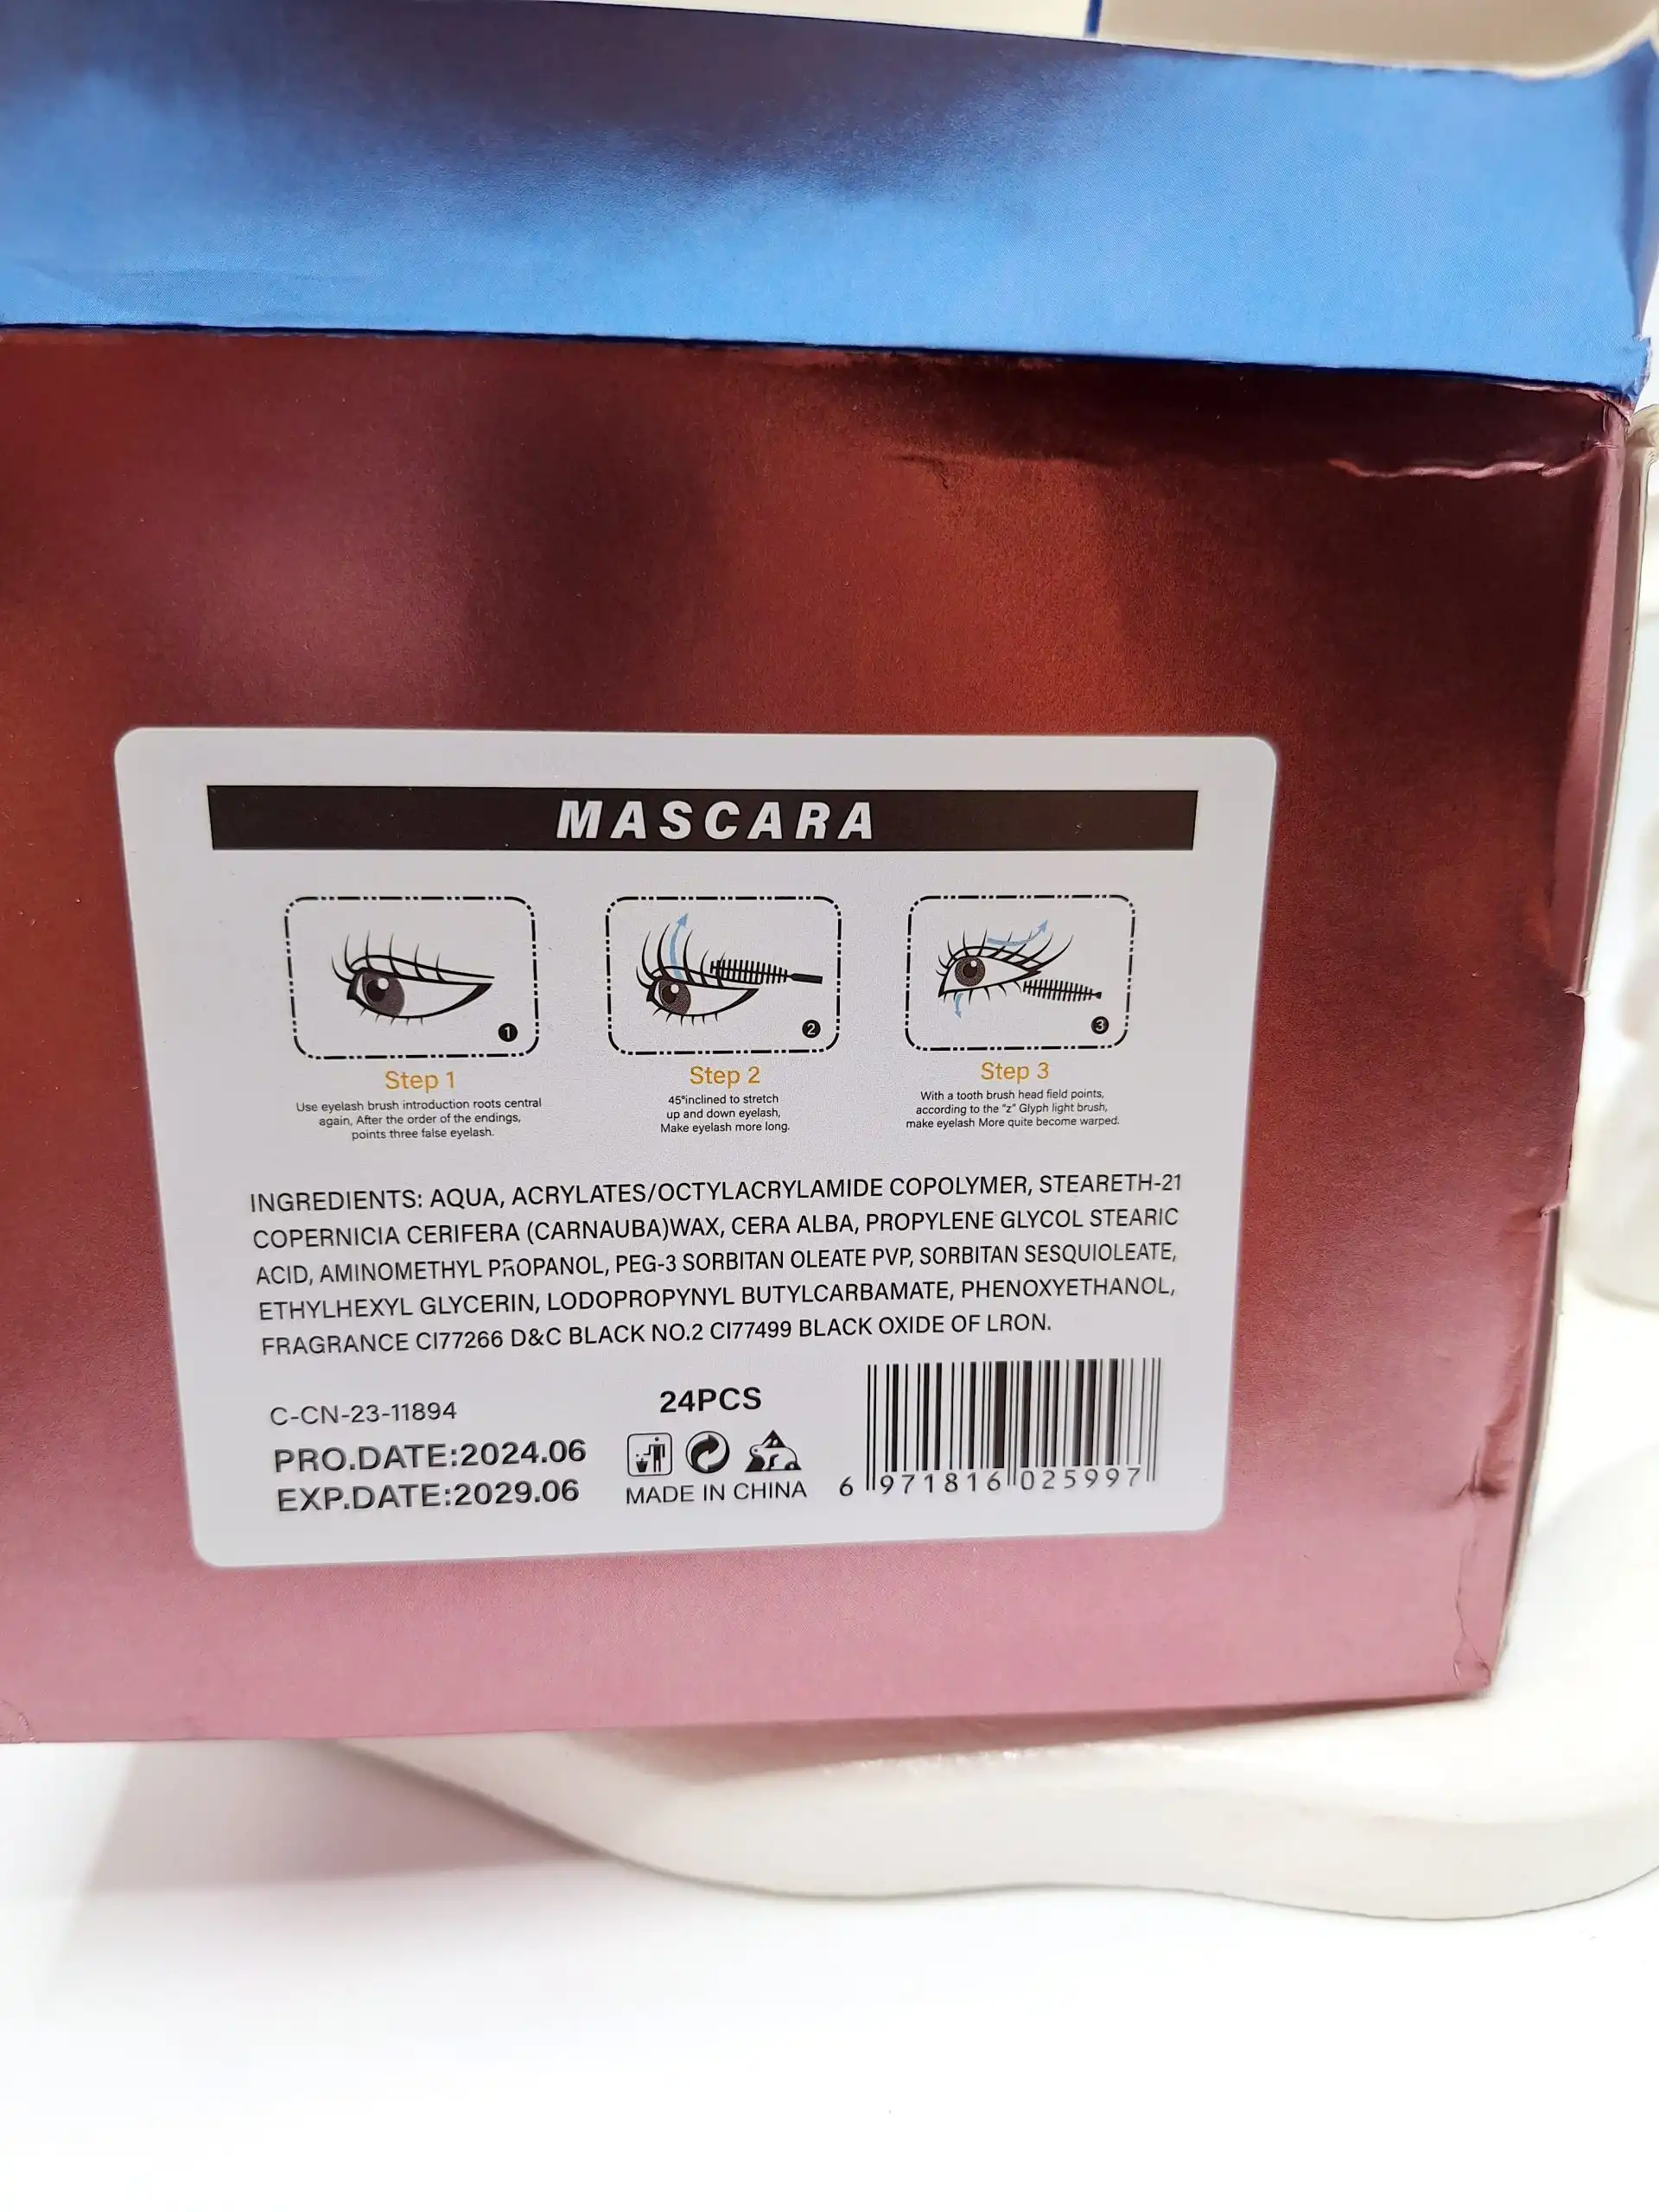 MASCARA
1
2
3
Step 1
Use eyelash brush introduction roots central
again, After the order of the endings,
points three false eyelash.
Step 2
45°inclined to stretch
up and down eyelash,
Make eyelash more long.
Step 3
With a tooth brush head field points,
according to the "z" Glyph light brush,
make eyelash More quite become warped.
INGREDIENTS: AQUA, ACRYLATES/OCTYLACRYLAMIDE COPOLYMER, STEARETH-21
COPERNICIA CERIFERA (CARNAUBA)WAX, CERA ALBA, PROPYLENE GLYCOL STEARIC
ACID, AMINOMETHYL PROPANOL, PEG-3 SORBITAN OLEATE PVP, SORBITAN SESQUIOLEATE,
ETHYLHEXYL GLYCERIN, LODOPROPYNYL BUTYLCARBAMATE, PHENOXYETHANOL,
FRAGRANCE CI77266 D&C BLACK NO.2 CI77499 BLACK OXIDE OF LRON.
C-CN-23-11894
PRO.DATE:2024.06
EXP.DATE:2029.06
24PCS
MADE IN CHINA
6 971816 025997